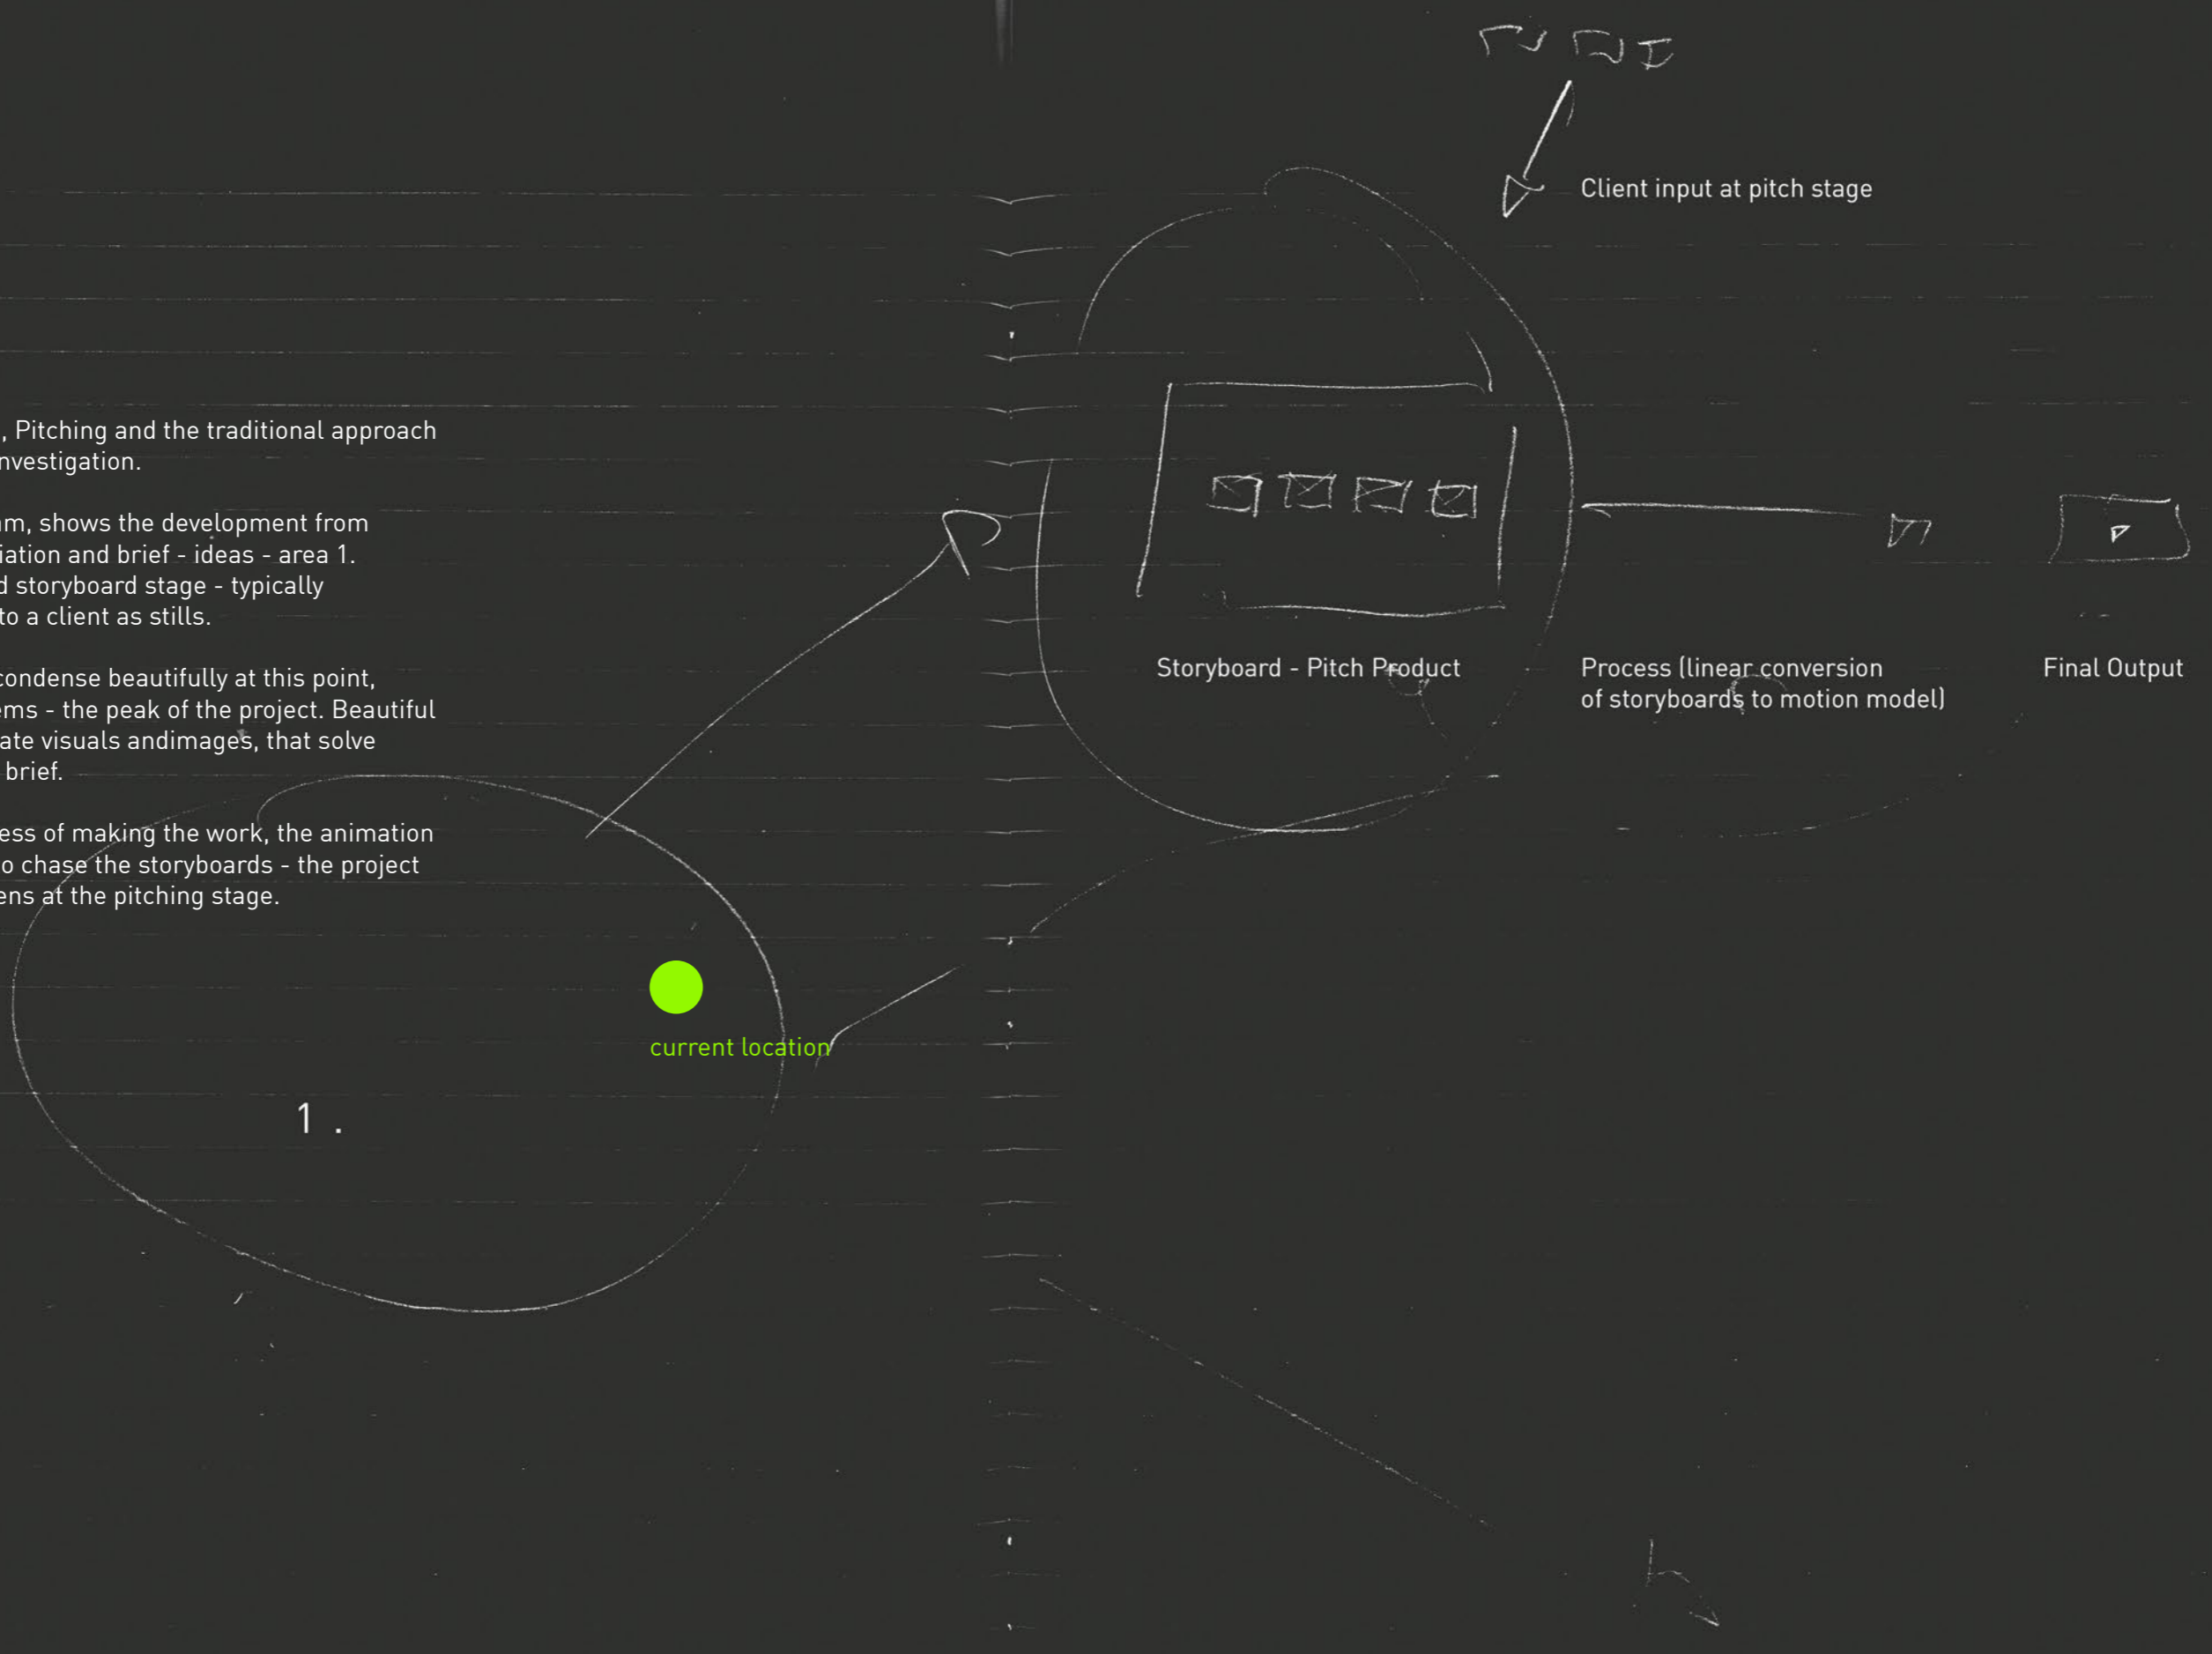 Client input at pitch stage
, Pitching and the traditional approach
nvestigation.
am, shows the development from
iation and brief - ideas - area 1.
d storyboard stage - typically
to a client as stills.
condense beautifully at this point,
ems - the peak of the project. Beautiful
ate visuals andimages, that solve
brief.
ess of making the work, the animation
o chase the storyboards - the project
ens at the pitching stage.
Storyboard - Pitch Product
Process (linear conversion
of storyboards to motion model)
Final Output
current location
1 .